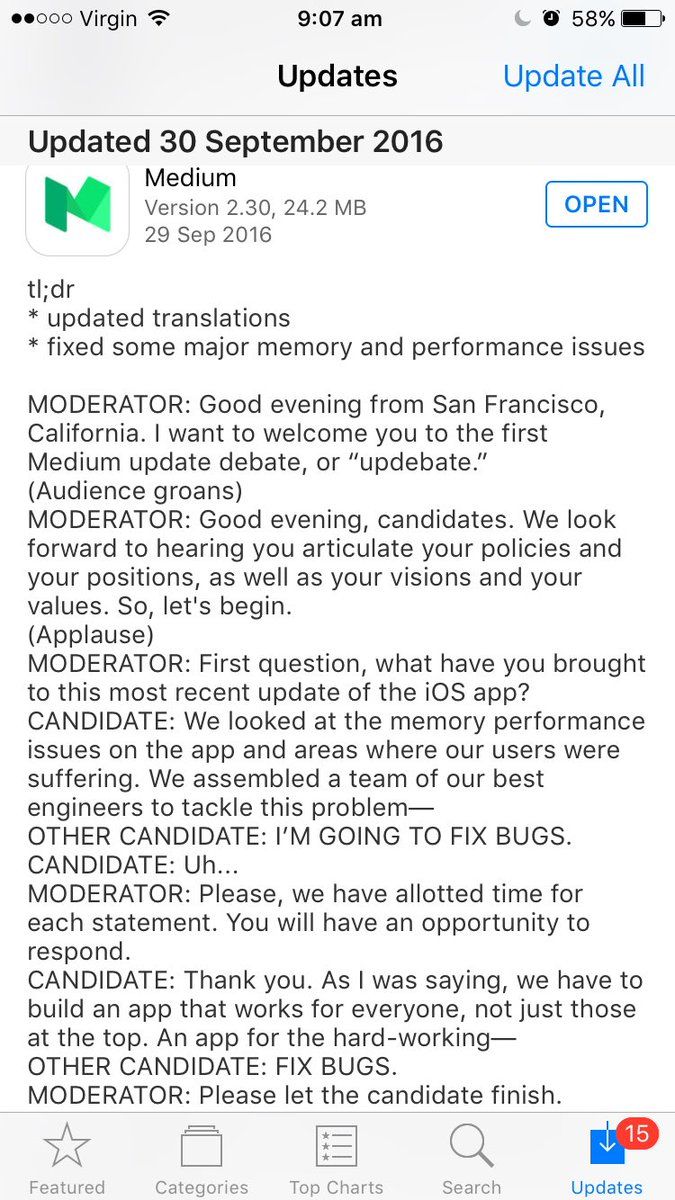 Virgin 9:07 am 58%
Updates Update All
Updated 30 September 2016
Medium
Version 2.30, 24.2 MB
29 Sep 2016
OPEN
tl;dr
* updated translations
* fixed some major memory and performance issues
MODERATOR: Good evening from San Francisco,
California. I want to welcome you to the first
Medium update debate, or “updebate.”
(Audience groans)
MODERATOR: Good evening, candidates. We look
forward to hearing you articulate your policies and
your positions, as well as your visions and your
values. So, let's begin.
(Applause)
MODERATOR: First question, what have you brought
to this most recent update of the iOS app?
CANDIDATE: We looked at the memory performance
issues on the app and areas where our users were
suffering. We assembled a team of our best
engineers to tackle this problem—
OTHER CANDIDATE: I’M GOING TO FIX BUGS.
CANDIDATE: Uh...
MODERATOR: Please, we have allotted time for
each statement. You will have an opportunity to
respond.
CANDIDATE: Thank you. As I was saying, we have to
build an app that works for everyone, not just those
at the top. An app for the hard-working—
OTHER CANDIDATE: FIX BUGS.
MODERATOR: Please let the candidate finish.
15
Featured Categories Top Charts Search Updates